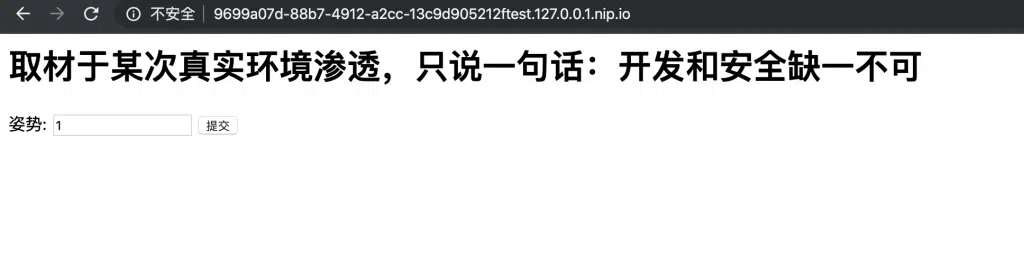 不安全 9699a07d-88b7-4912-a2cc-13c9d905212ftest.127.0.0.1.nip.io
取材于某次真实环境渗透，只说一句话：开发和安全缺一不可
姿势: 1 提交